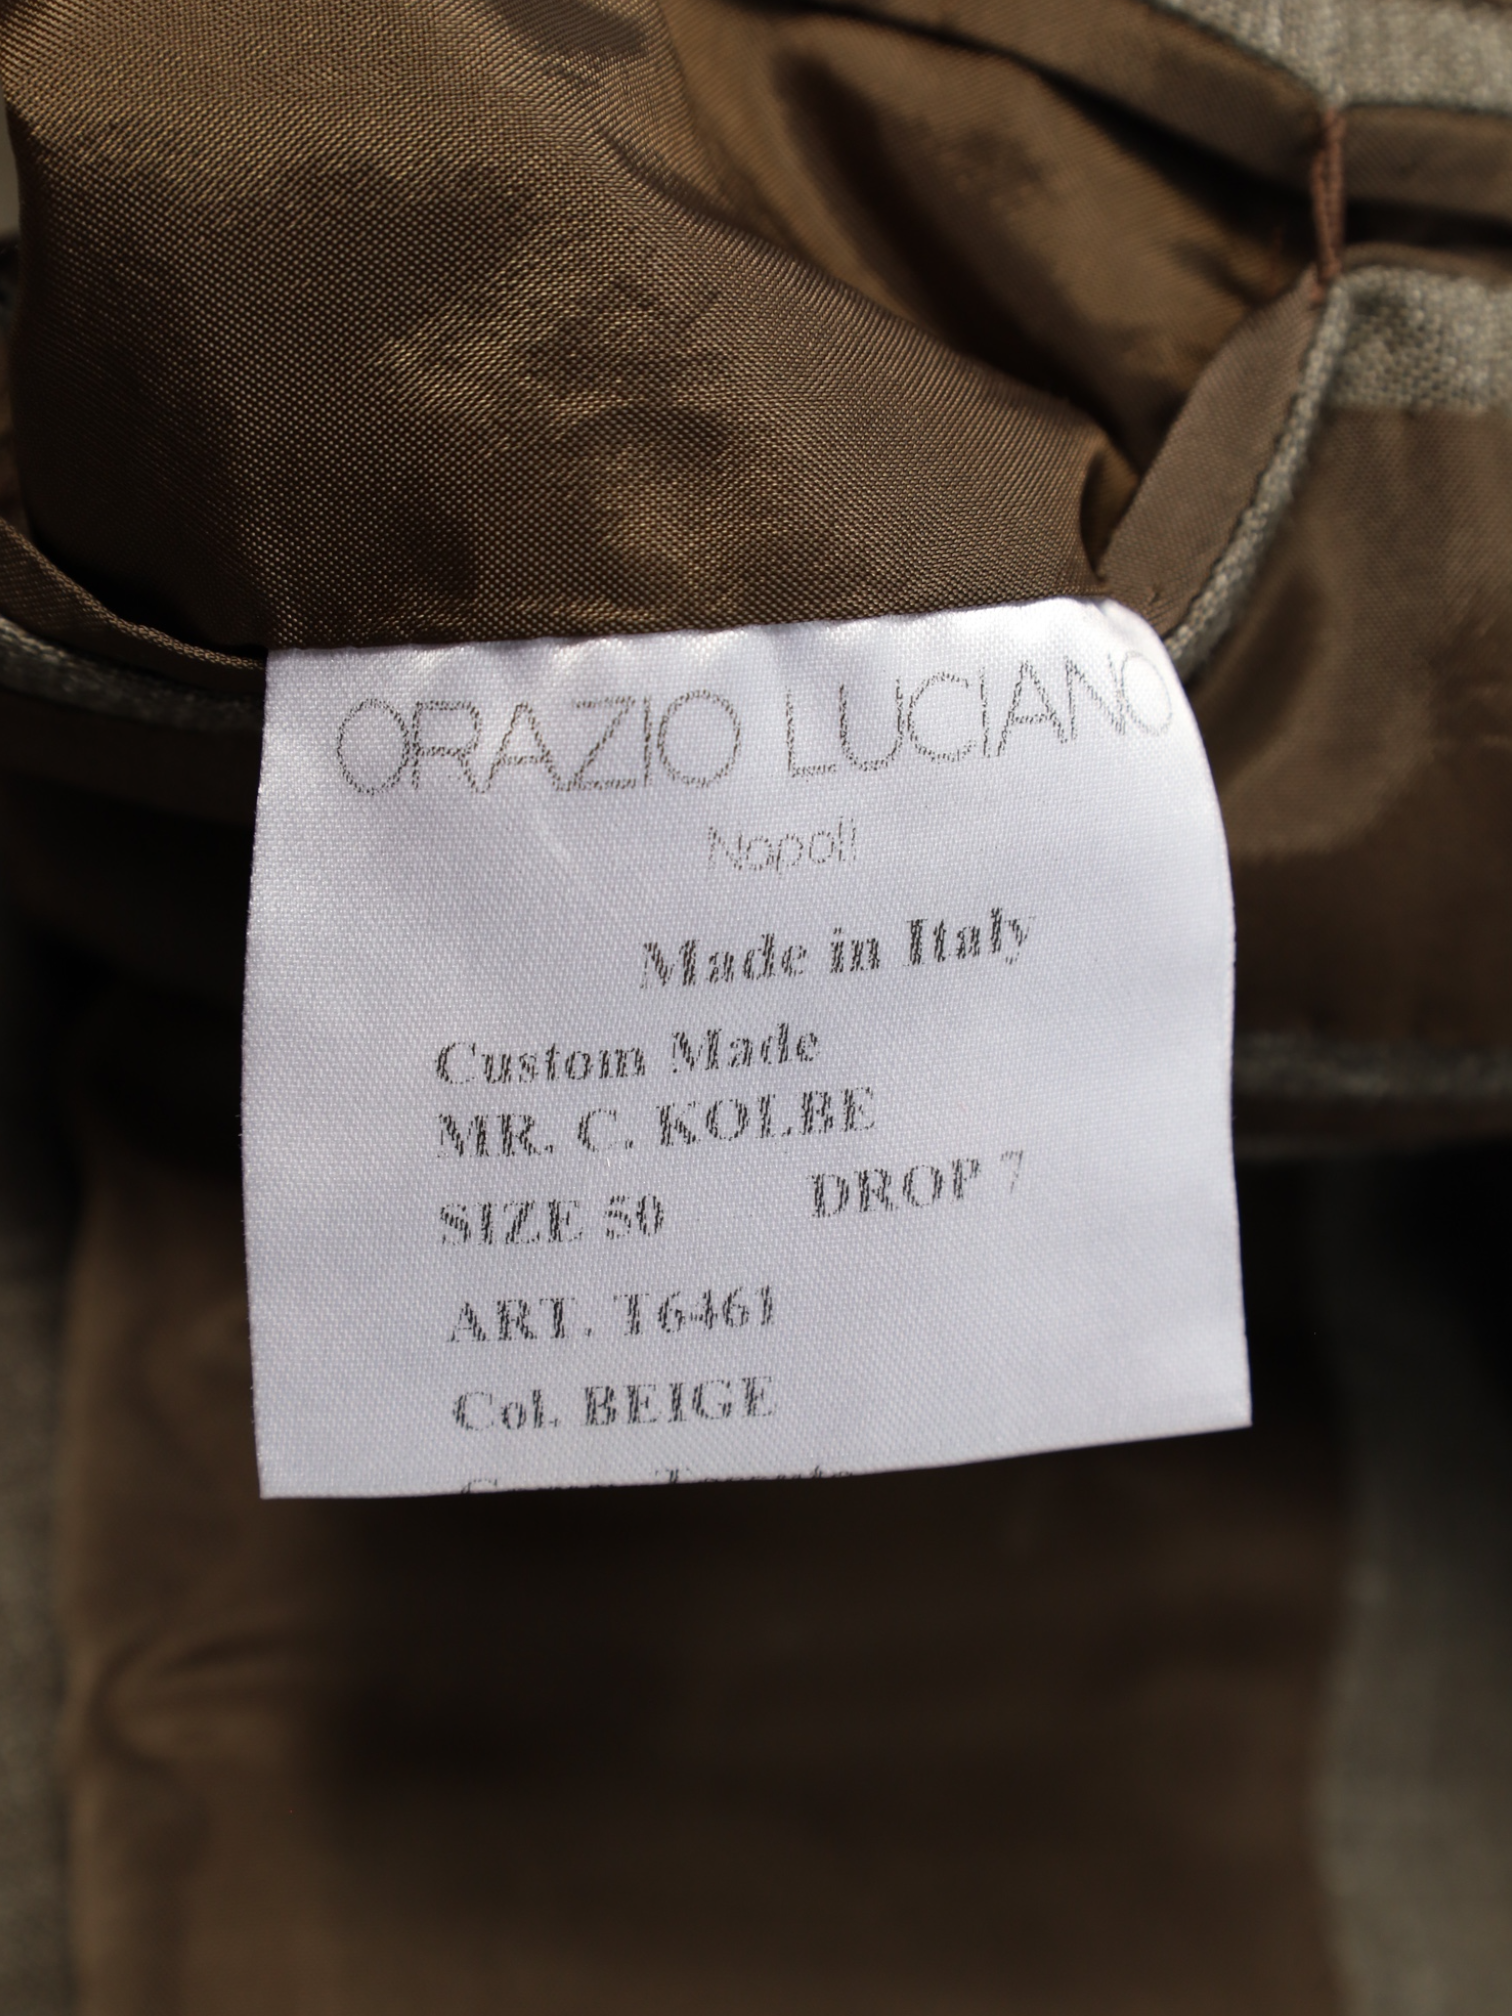 ORAZIO LUCIANO
Napoli
Made in Italy
Custom Made
MR. C. KOLBE
SIZE 50 DROP 7
ART. T6461
Col. BEIGE